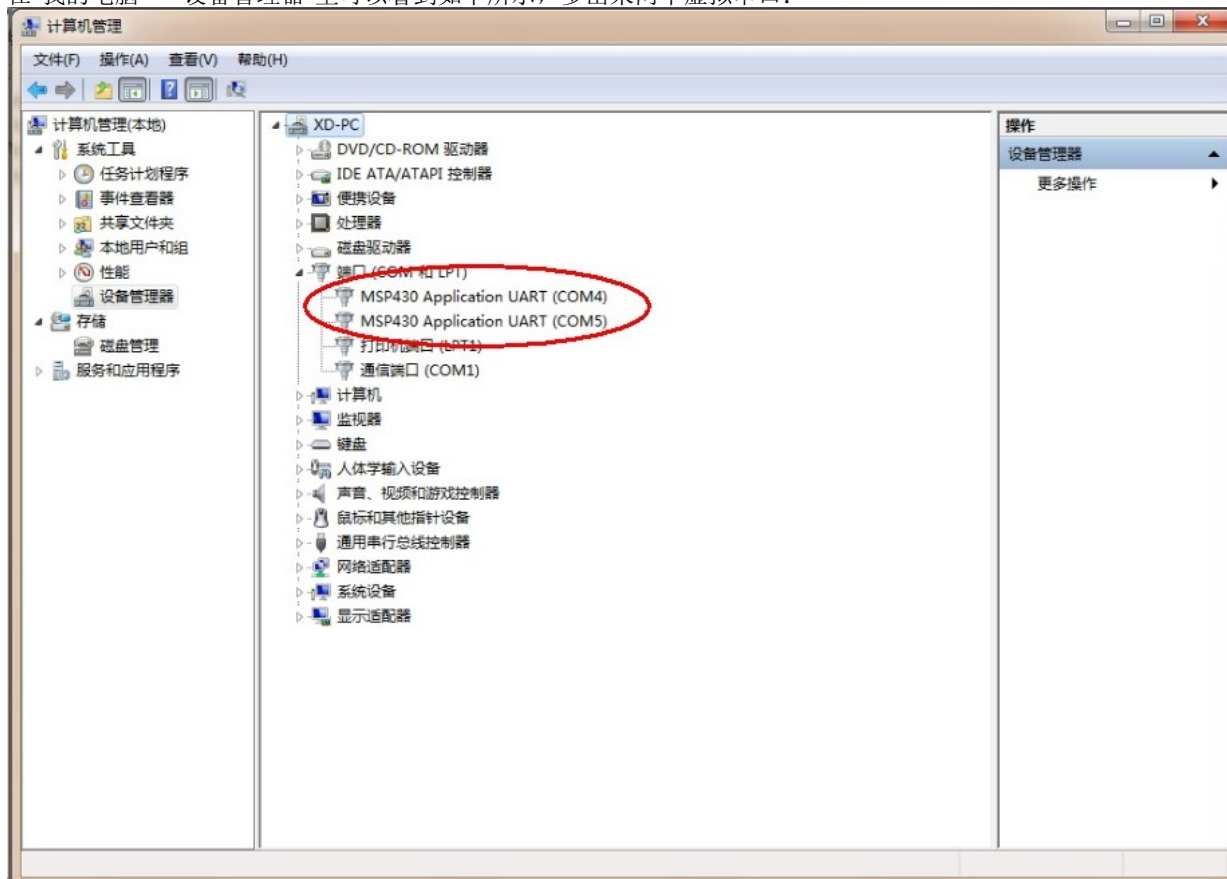 计算机管理
文件(F) 操作(A) 查看(V) 帮助(H)
计算机管理(本地)
系统工具
任务计划程序
事件查看器
共享文件夹
本地用户和组
性能
设备管理器
存储
磁盘管理
服务和应用程序
XD-PC
DVD/CD-ROM 驱动器
IDE ATA/ATAPI 控制器
便携设备
处理器
磁盘驱动器
端口 (COM 和 LPT)
MSP430 Application UART (COM4)
MSP430 Application UART (COM5)
打印机端口 (LPT1)
通信端口 (COM1)
计算机
监视器
键盘
人体学输入设备
声音、视频和游戏控制器
鼠标和其他指针设备
通用串行总线控制器
网络适配器
系统设备
显示适配器
操作
设备管理器
更多操作